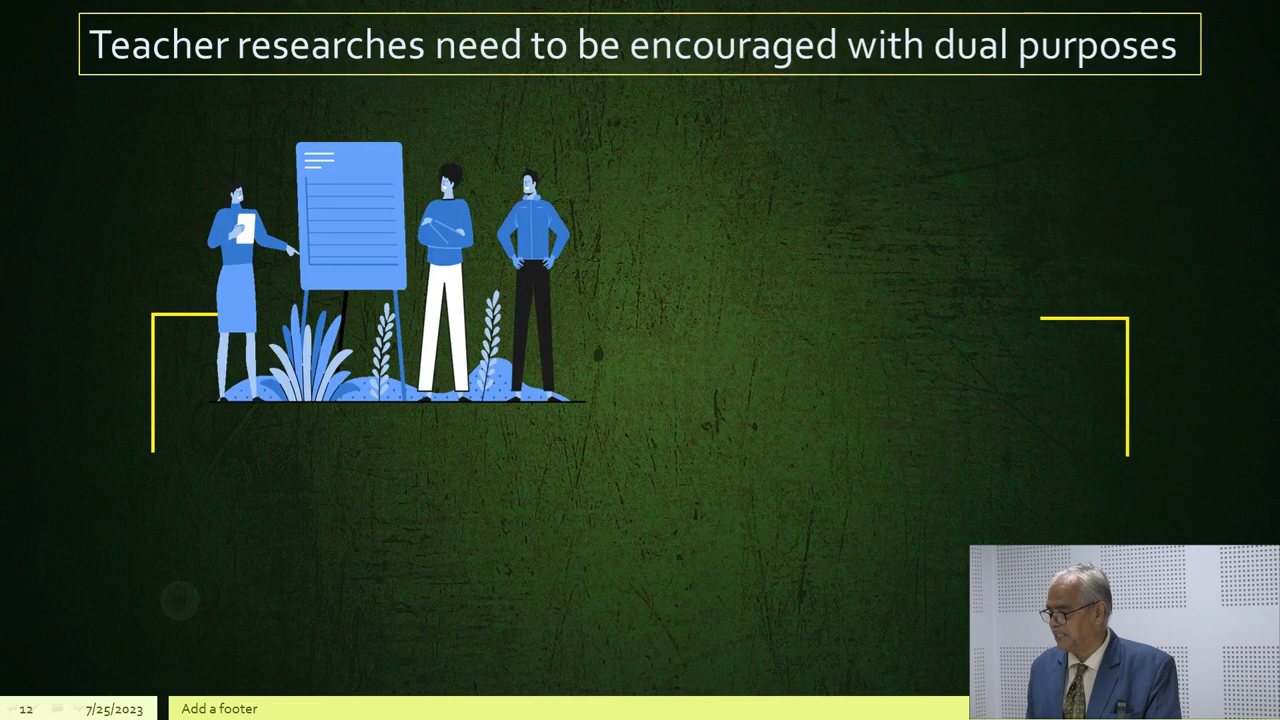 Teacher researches need to be encouraged with dual purposes
12
7/25/2023
Add a footer